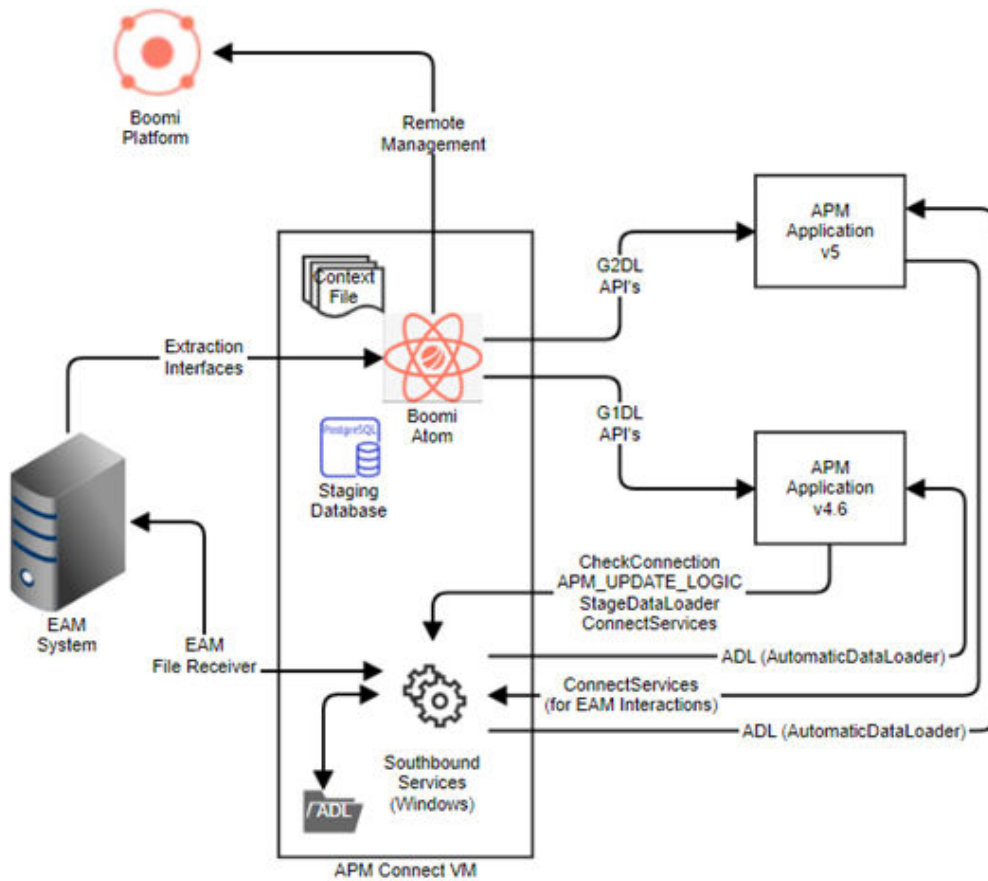 Boomi
Platform
Remote
Management
APM
Application
v5
Context
File
G2DL
API's
Extraction
Interfaces
Boomi
Atom
G1DL
API's
PostgreSQL
Staging
Database
APM
Application
v4.6
EAM
System
CheckConnection
APM_UPDATE_LOGIC
StageDataLoader
ConnectServices
EAM
File Receiver
ADL (AutomaticDataLoader)
ConnectServices
(for EAM Interactions)
ADL (AutomaticDataLoader)
Southbound
Services
(Windows)
/ADL
APM Connect VM